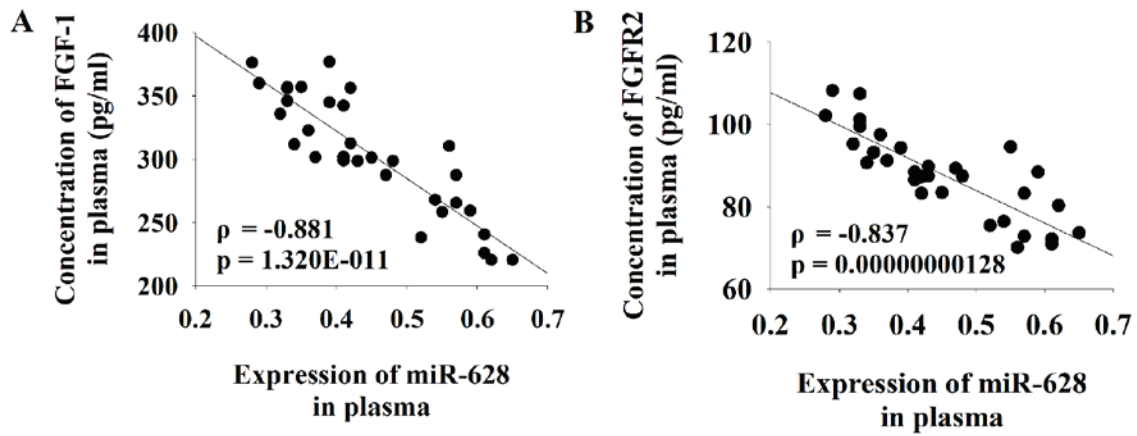 A
Concentration of FGF-1
in plasma (pg/ml)
400
350
300
250
200
ρ = -0.881
p = 1.320E-011
0.2 0.3 0.4 0.5 0.6 0.7
Expression of miR-628
in plasma
B
Concentration of FGFR2
in plasma (pg/ml)
120
100
80
60
ρ = -0.837
p = 0.00000000128
0.2 0.3 0.4 0.5 0.6 0.7
Expression of miR-628
in plasma